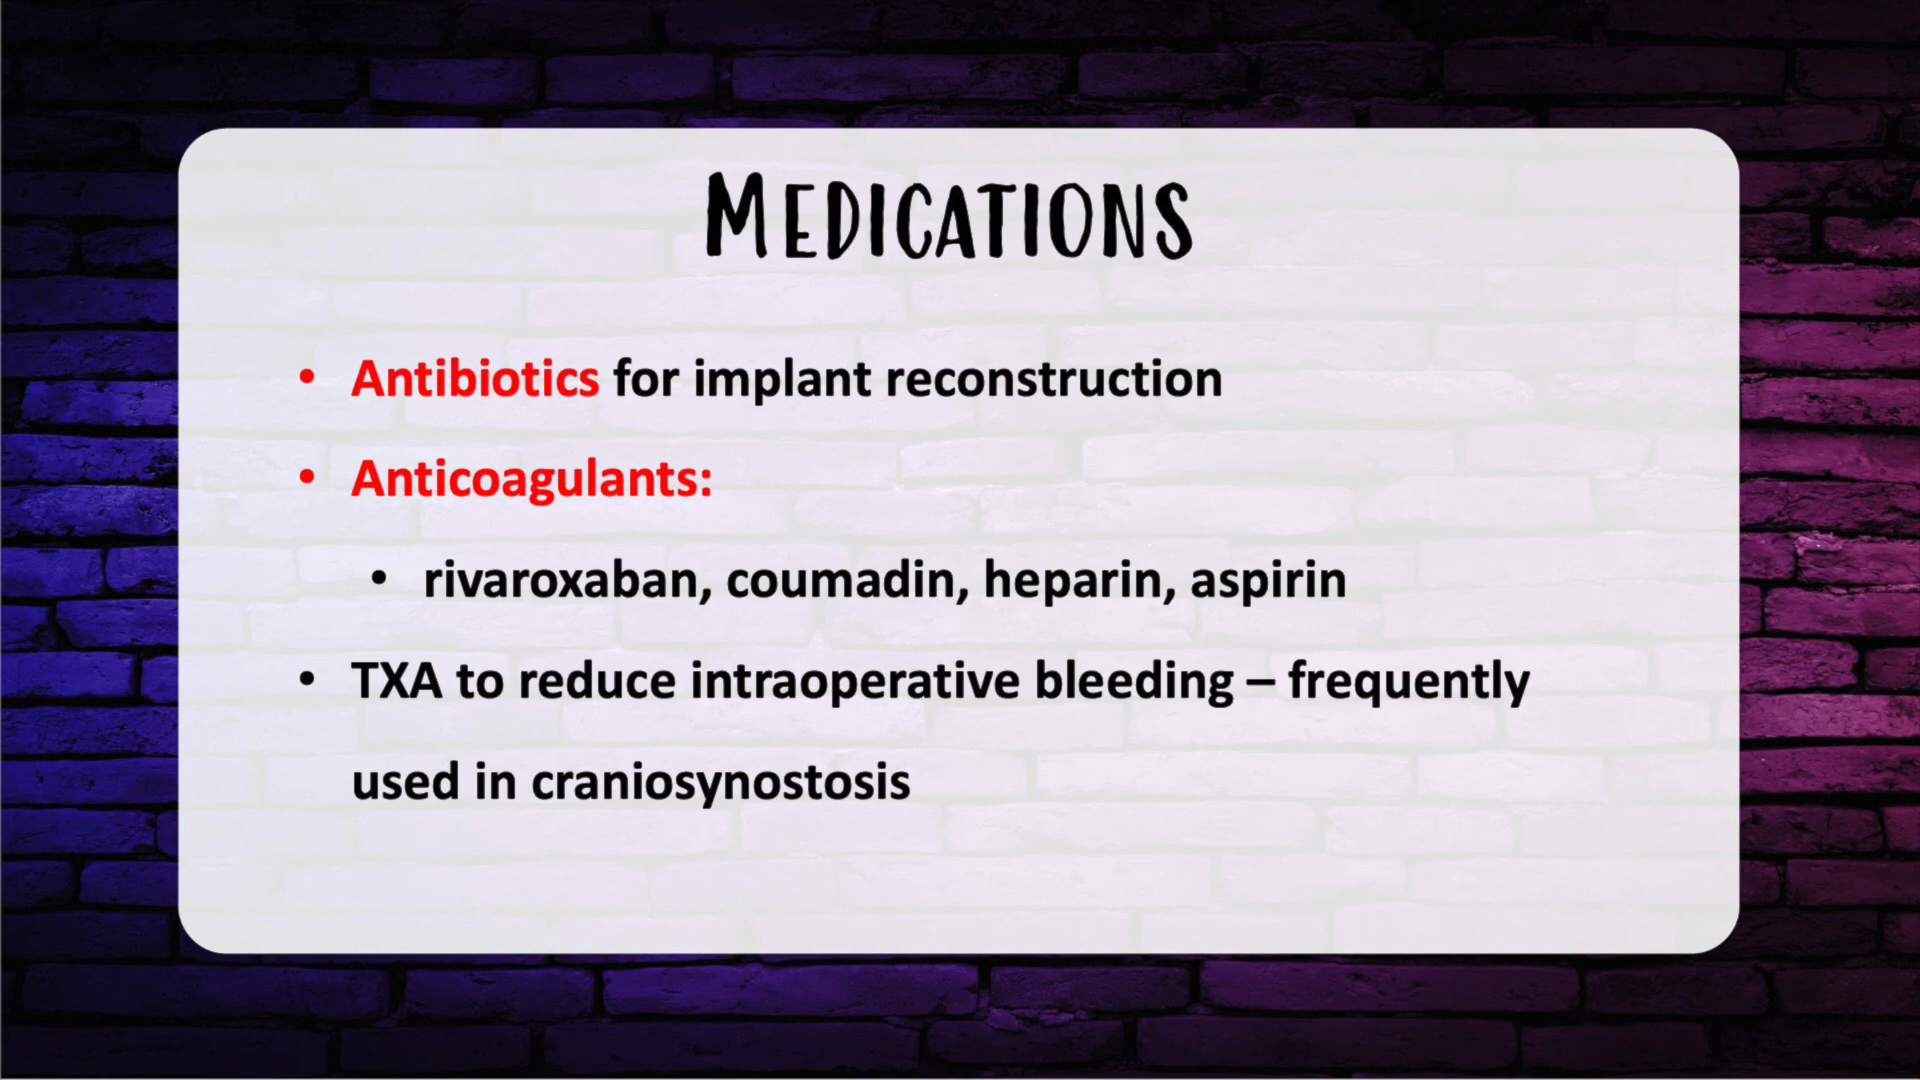 MEDICATIONS
• Antibiotics for implant reconstruction
• Anticoagulants:
• rivaroxaban, coumadin, heparin, aspirin
• TXA to reduce intraoperative bleeding – frequently
used in craniosynostosis